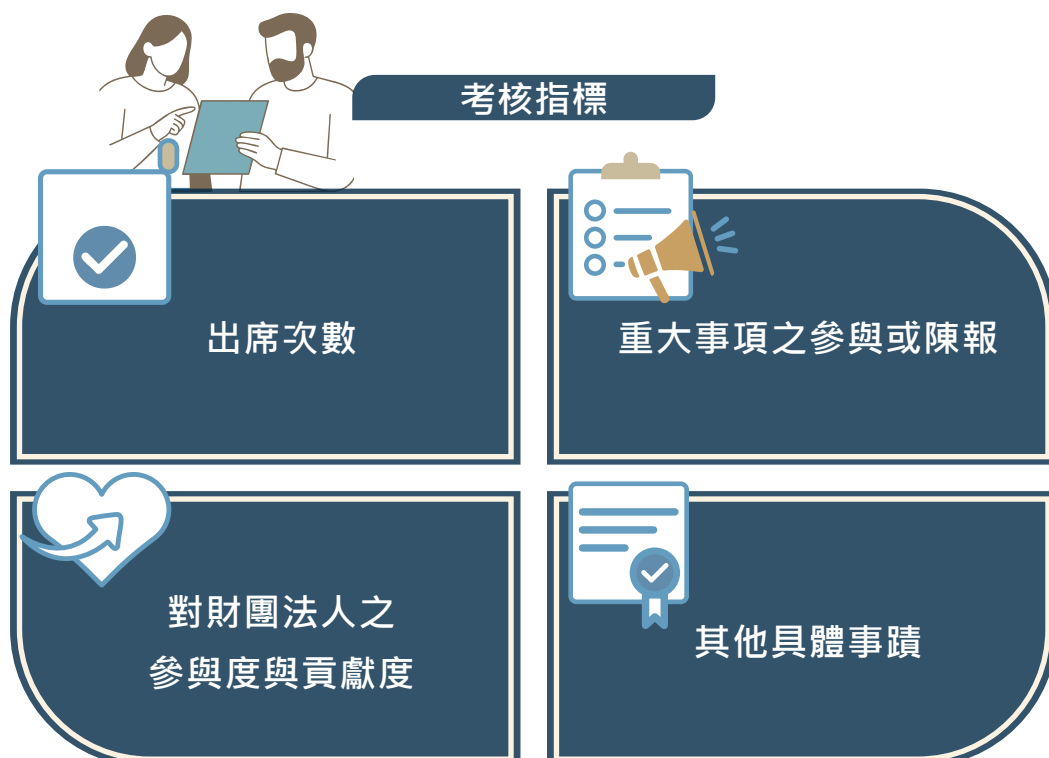 考核指標
出席次數
重大事項之參與或陳報
對財團法人之
參與度與貢獻度
其他具體事蹟